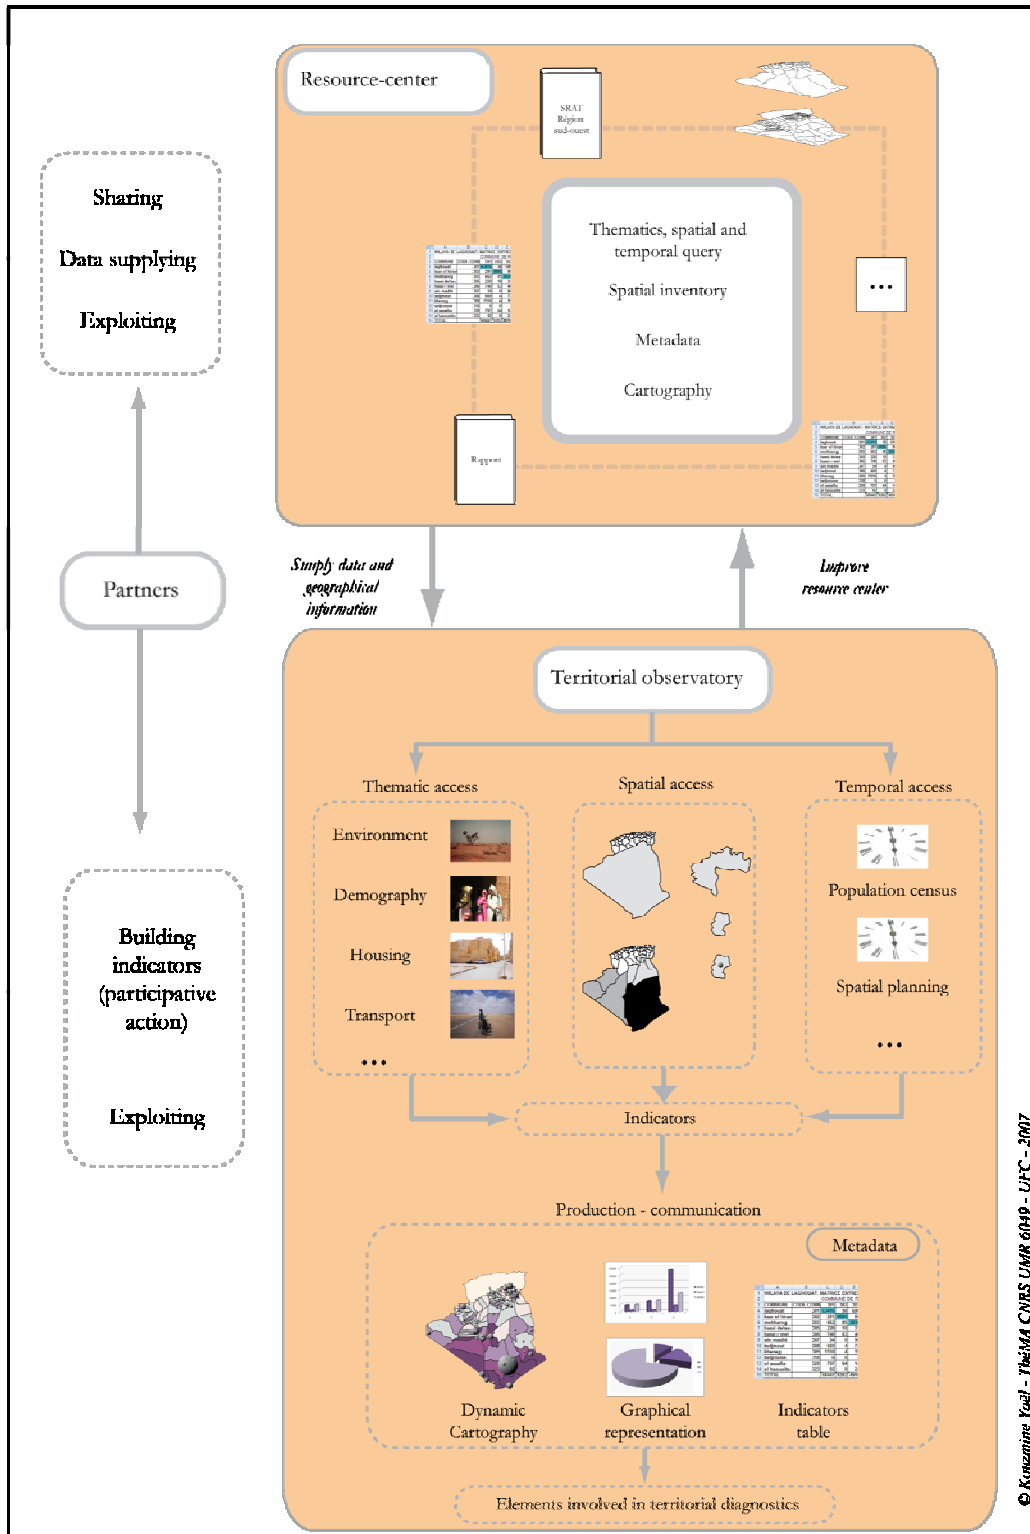 Resource-center
SRAT
Région
sud-ouest
Thematics, spatial and
temporal query
Spatial inventory
Metadata
Cartography
...
Rapport
Sharing
Data supplying
Exploiting
Partners
Building
indicators
(participative
action)
Exploiting
Simply data and
geographical
information
Improve
resource center
Territorial observatory
Thematic access
Environment
Demography
Housing
Transport
...
Spatial access
Temporal access
Population census
Spatial planning
...
Indicators
Production - communication
Metadata
Dynamic
Cartography
Graphical
representation
Indicators
table
Elements involved in territorial diagnostics
© Kouzmine Yaël - ThéMA CNRS UMR 6049 - UFC - 2007